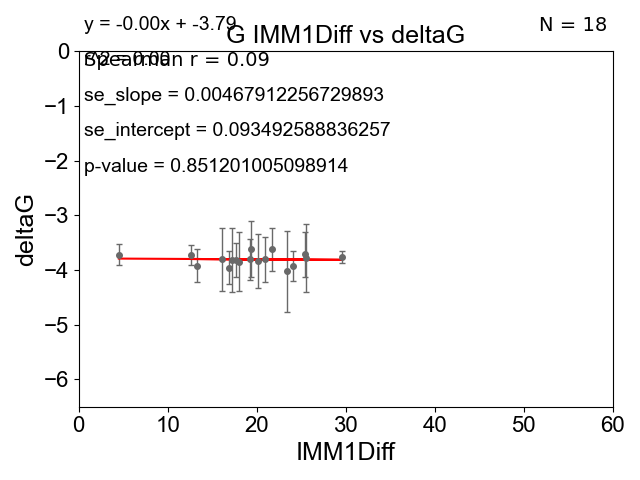 y = -0.00x + -3.79
N = 18
G IMM1Diff vs deltaG
Spearman r = 0.09
se_slope = 0.00467912256729893
se_intercept = 0.093492588836257
p-value = 0.851201005098914
deltaG
0
−1
−2
−3
−4
−5
−6
0 10 20 30 40 50 60
IMM1Diff